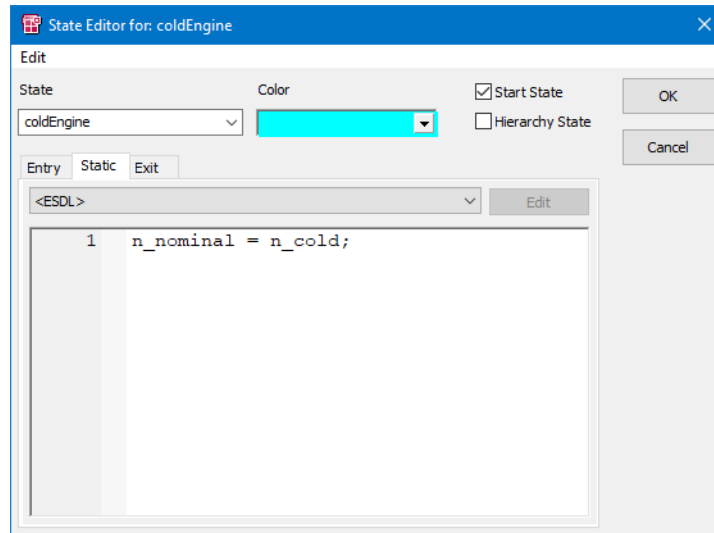 State Editor for: coldEngine
Edit
State
Color
Start State
OK
coldEngine
Hierarchy State
Cancel
Entry Static Exit
<ESDL>
Edit
1 n_nominal = n_cold;